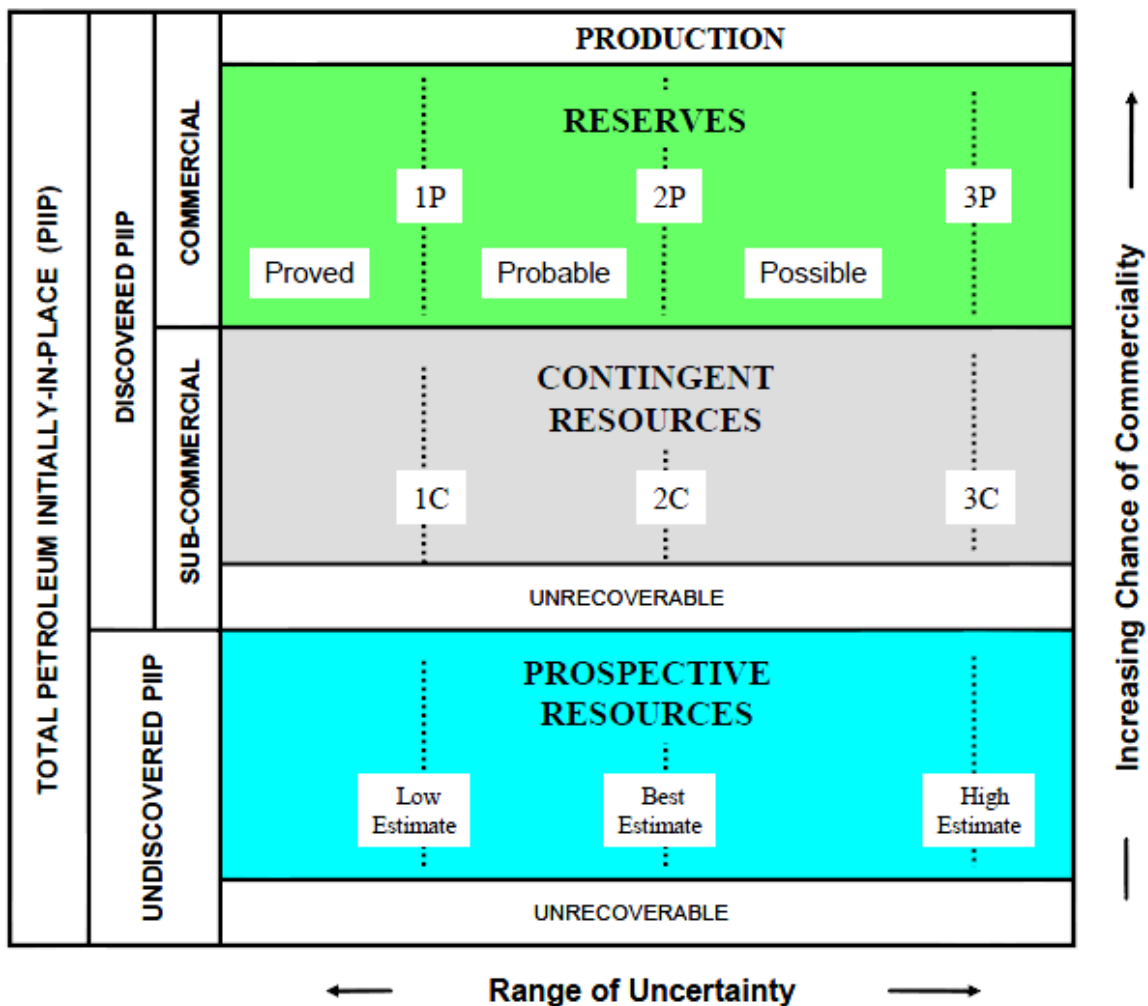 TOTAL PETROLEUM INITIALLY-IN-PLACE (PIIP)
DISCOVERED PIIP
UNDISCOVERED PIIP
COMMERCIAL
SUB-COMMERCIAL
PRODUCTION
RESERVES
1P
2P
3P
Proved
Probable
Possible
CONTINGENT
RESOURCES
1C
2C
3C
UNRECOVERABLE
PROSPECTIVE
RESOURCES
Low
Estimate
Best
Estimate
High
Estimate
UNRECOVERABLE
Increasing Chance of Commerciality
Range of Uncertainty